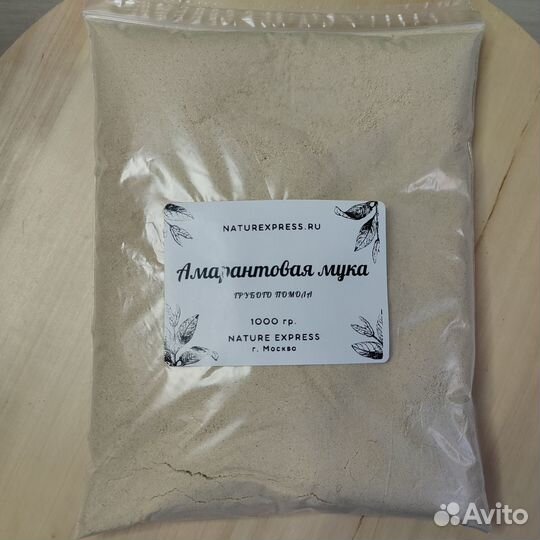 NATUREXPRESS.RU
Амарантовая мука
ГРУБОГО ПОМОЛА
1000 гр.
NATURE EXPRESS
г. Москва
Avito